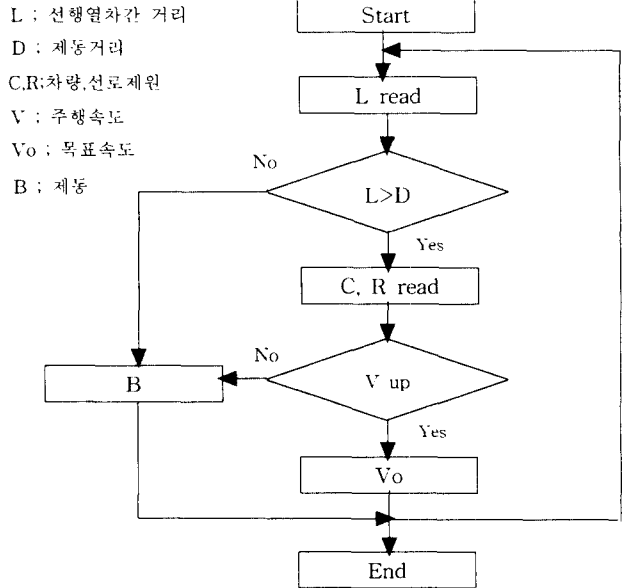 L ; 선행열차간 거리
D ; 제동거리
C,R;차량,선로제원
V ; 주행속도
Vo ; 목표속도
B ; 제동
Start
L read
No
L>D
Yes
C, R read
No
B
V up
Yes
Vo
End